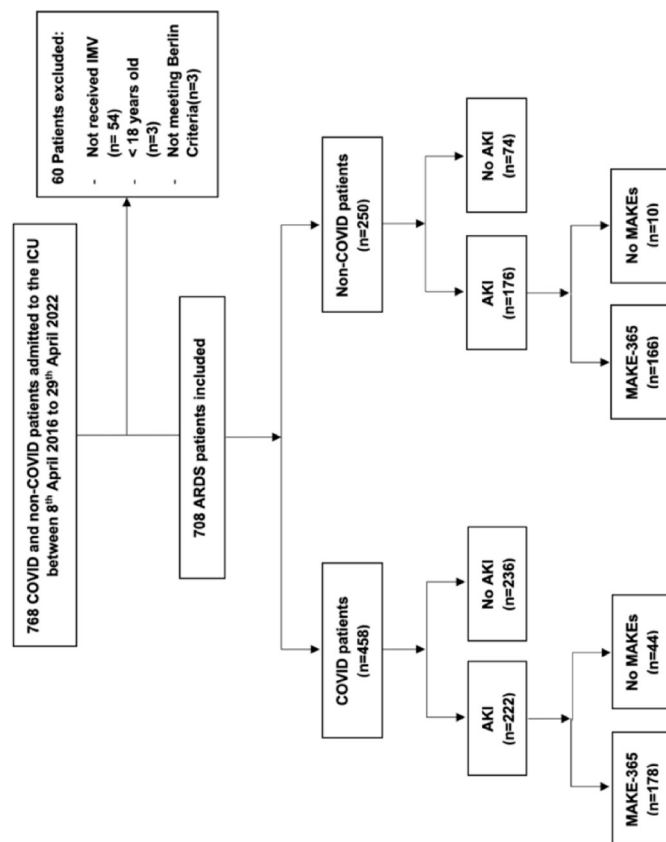 768 COVID and non-COVID patients admitted to the ICU
between 8th April 2016 to 29th April 2022
60 Patients excluded:
- Not received IMV
(n= 54)
- < 18 years old
(n=3)
- Not meeting Berlin
Criteria(n=3)
708 ARDS patients included
COVID patients
(n=458)
Non-COVID patients
(n=250)
AKI
(n=222)
No AKI
(n=236)
AKI
(n=176)
No AKI
(n=74)
MAKE-365
(n=178)
No MAKEs
(n=44)
MAKE-365
(n=166)
No MAKEs
(n=10)